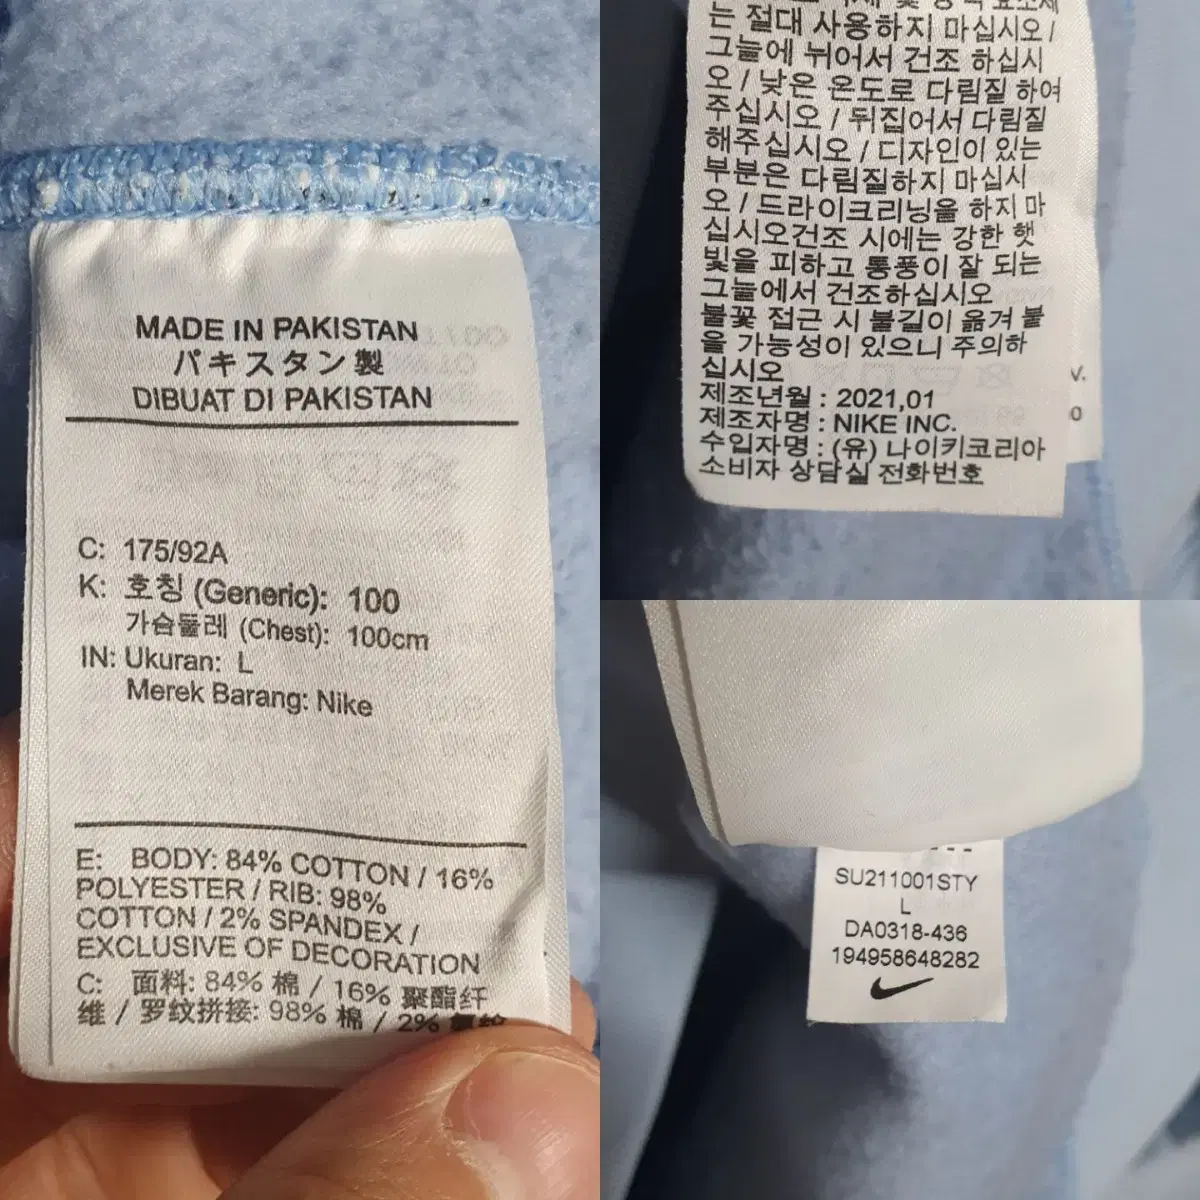 MADE IN PAKISTAN
パキスタン製
DIBUAT DI PAKISTAN
C: 175/92A
K: 호칭 (Generic): 100
가슴둘레 (Chest): 100cm
IN: Ukuran: L
Merek Barang: Nike
E: BODY: 84% COTTON / 16%
POLYESTER / RIB: 98%
COTTON / 2% SPANDEX /
EXCLUSIVE OF DECORATION
C: 面料: 84% 棉 / 16% 聚酯纤
维 / 罗纹拼接: 98% 棉 / 2%
는 절대 사용하지 마십시오 /
그늘에 뉘어서 건조 하십시
오 / 낮은 온도로 다림질 하여
주십시오 / 뒤집어서 다림질
해주십시오 / 디자인이 있는
부분은 다림질하지 마십시
오 / 드라이크리닝을 하지 마
십시오건조 시에는 강한 햇
빛을 피하고 통풍이 잘 되는
그늘에서 건조하십시오
불꽃 접근 시 불길이 옮겨 붙
을 가능성이 있으니 주의하
십시오
제조년월 : 2021,01
제조자명 : NIKE INC.
수입자명 : (유) 나이키코리아
소비자 상담실 전화번호
SU211001STY
L
DA0318-436
194958648282